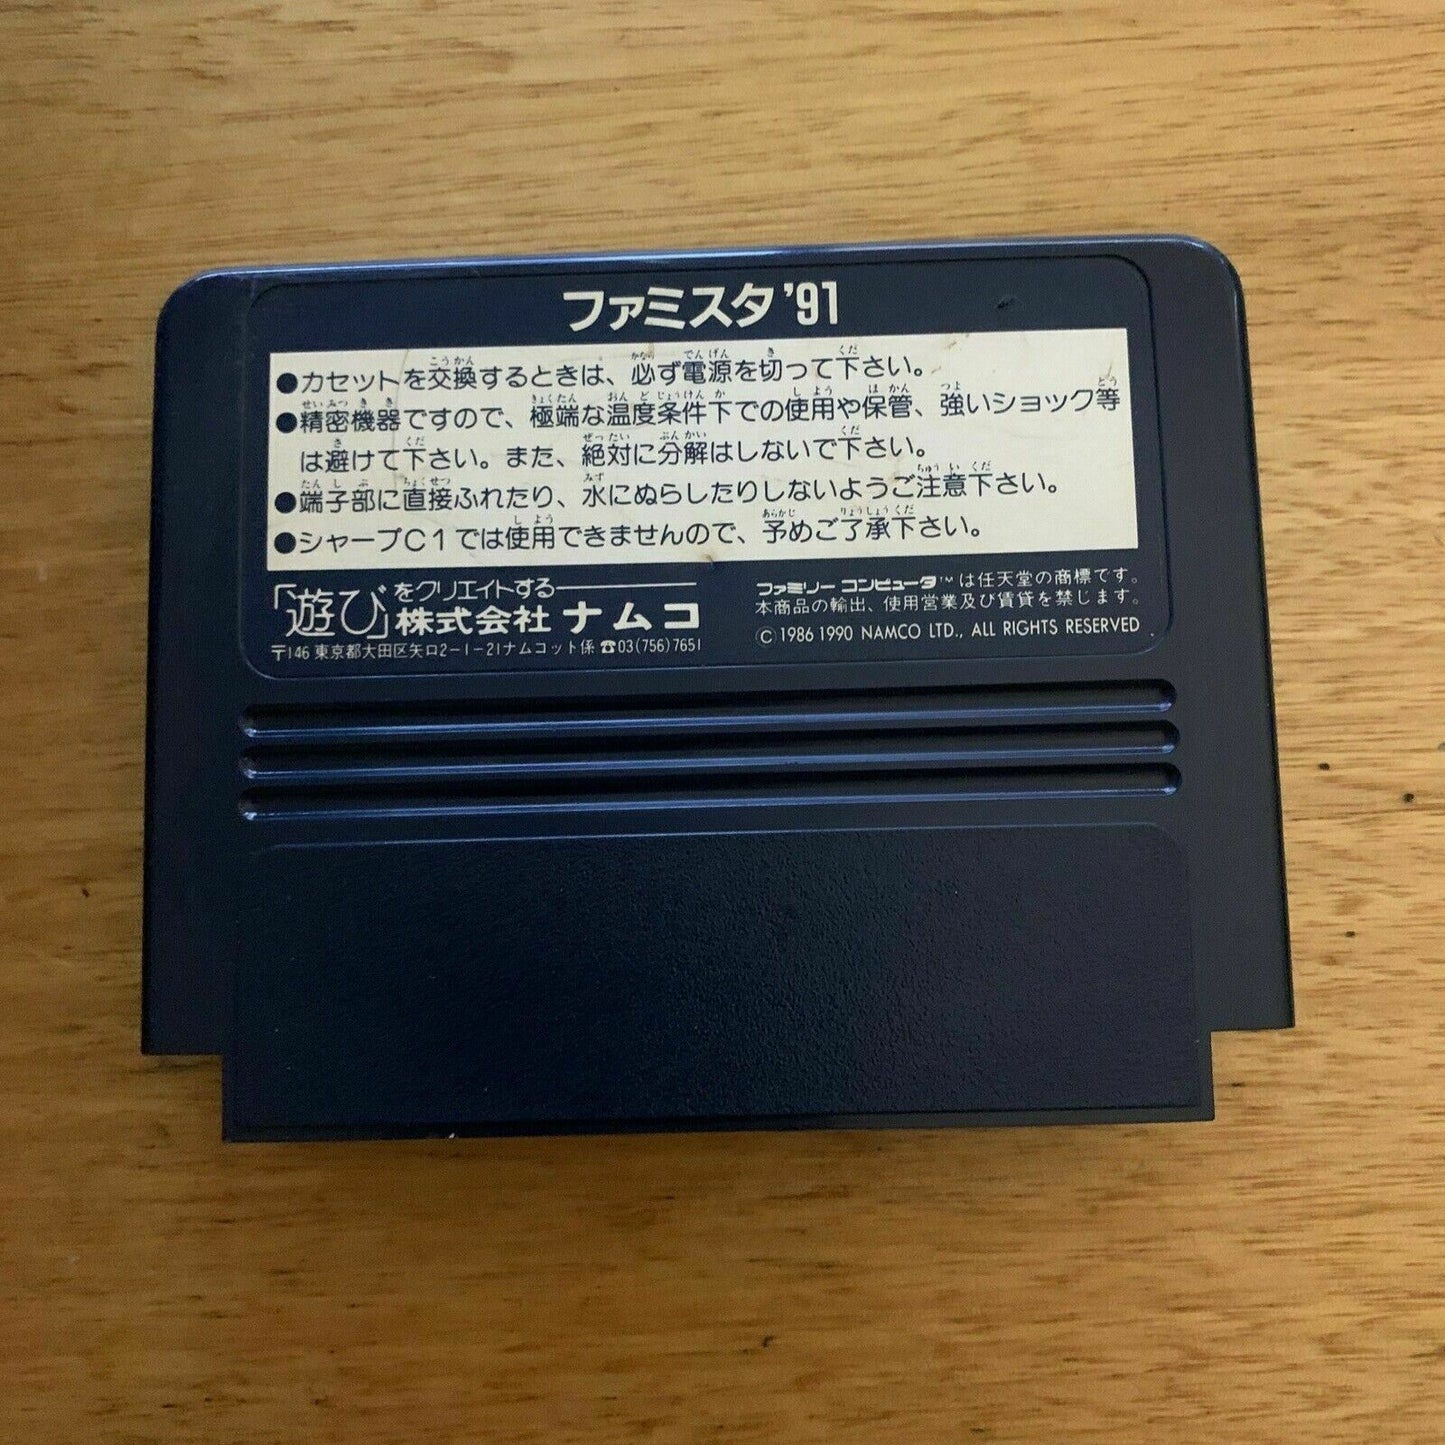 ファミスタ'91
●カセットを交換するときは、必ず電源を切って下さい。
●精密機器ですので、極端な温度条件下での使用や保管、強いショック等
は避けて下さい。また、絶対に分解はしないで下さい。
●端子部に直接ふれたり、水にぬらしたりしないようご注意下さい。
●シャープC1では使用できませんので、予めご了承下さい。
「遊び」をクリエイトする
株式会社ナムコ
〒146 東京都大田区矢口2-1-21ナムコット係 ☎03(756)7651
ファミリーコンピュータ™は任天堂の商標です。
本商品の輸出、使用営業及び賃貸を禁じます。
©1986 1990 NAMCO LTD., ALL RIGHTS RESERVED